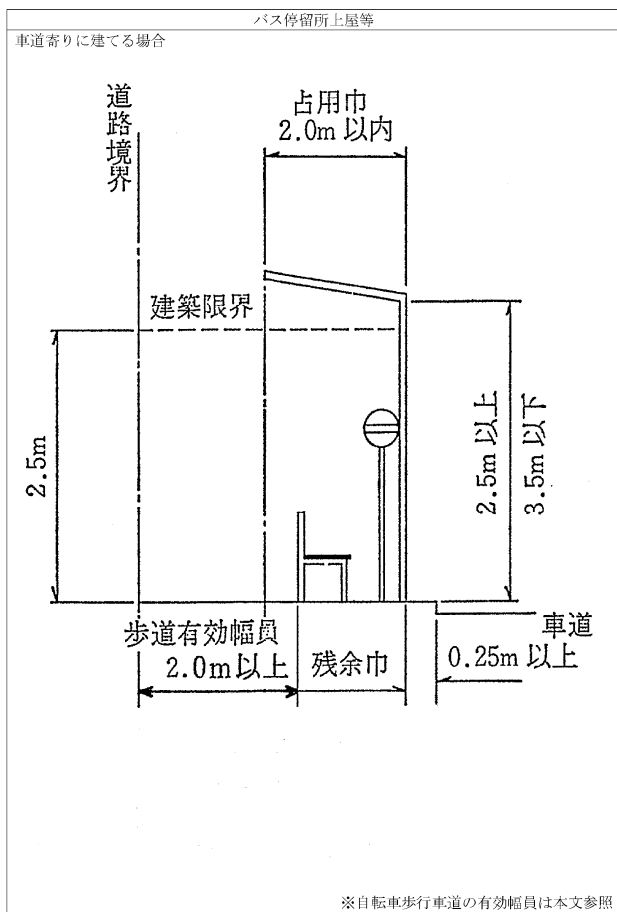 バス停留所上屋等
車道寄りに建てる場合
道路境界
占用巾
2.0m 以内
建築限界
2.5m
2.5m 以上
3.5m 以下
歩道有効幅員
2.0m 以上
残余巾
車道
0.25m 以上
※自転車歩行車道の有効幅員は本文参照